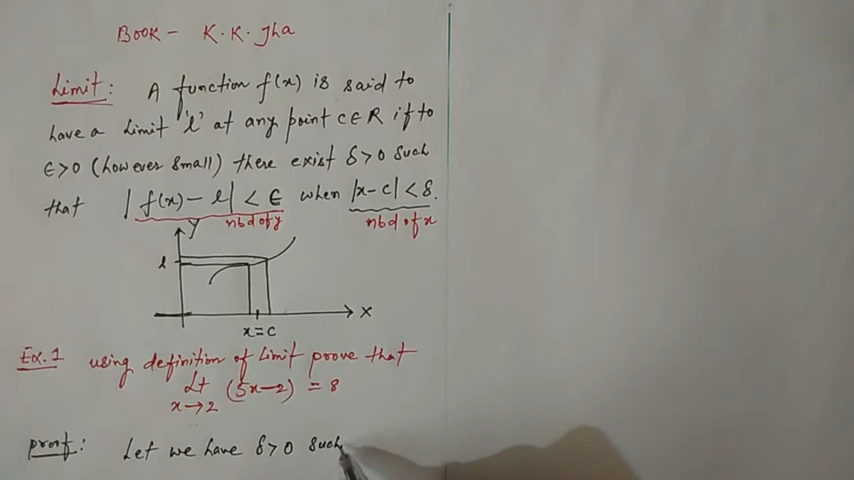 BOOK - K. K. Jha
Limit: A function f(x) is said to
have a Limit 'l' at any point c∈R if to
∈>0 (however small) there exist δ>0 such
that |f(x) - l| < ∈ when |x-c| < δ.
nbd of y nbd of x
y
l
x
x=c
Ex.1 using definition of Limit prove that
Lt (5x-2) = 8
x→2
proof: Let we have δ>0 such